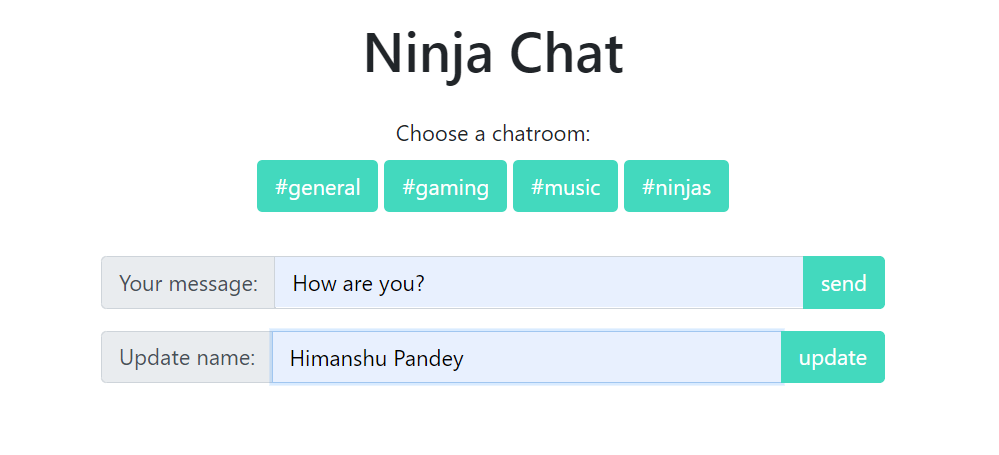 Ninja Chat
Choose a chatroom:
#general #gaming #music #ninjas
Your message: How are you? send
Update name: Himanshu Pandey update